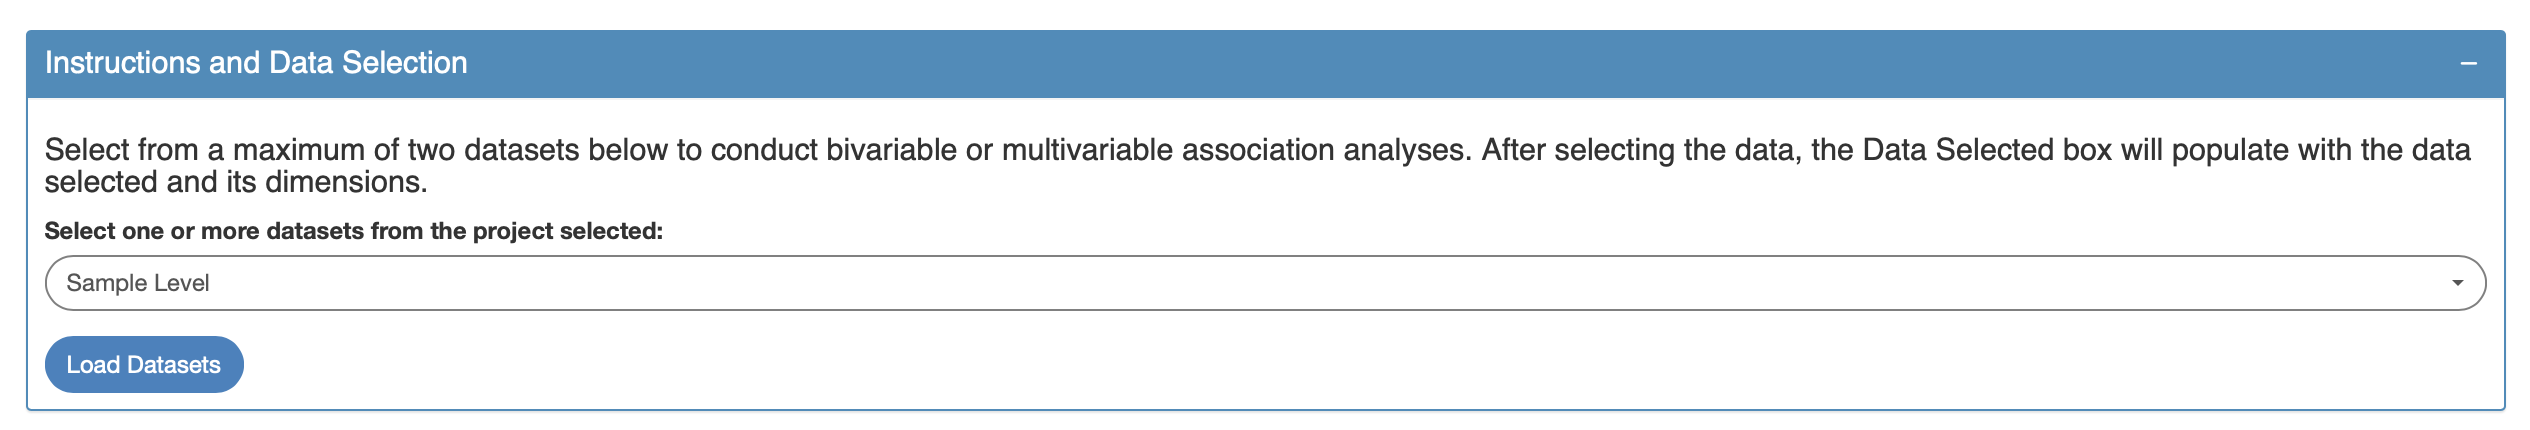 Instructions and Data Selection
Select from a maximum of two datasets below to conduct bivariable or multivariable association analyses. After selecting the data, the Data Selected box will populate with the data
selected and its dimensions.
Select one or more datasets from the project selected:
Sample Level
Load Datasets